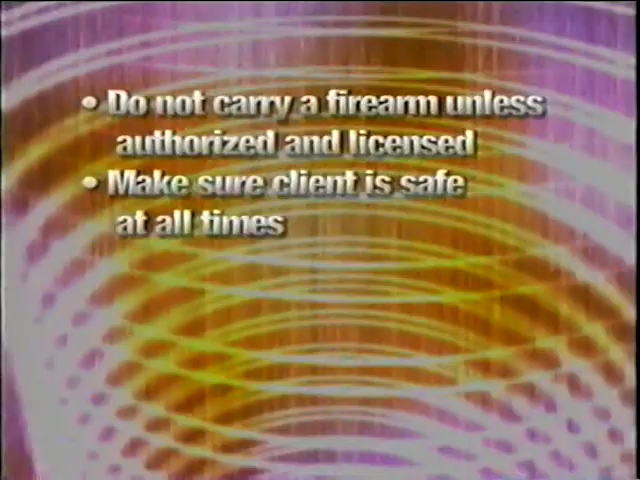 • Do not carry a firearm unless
authorized and licensed
• Make sure client is safe
at all times